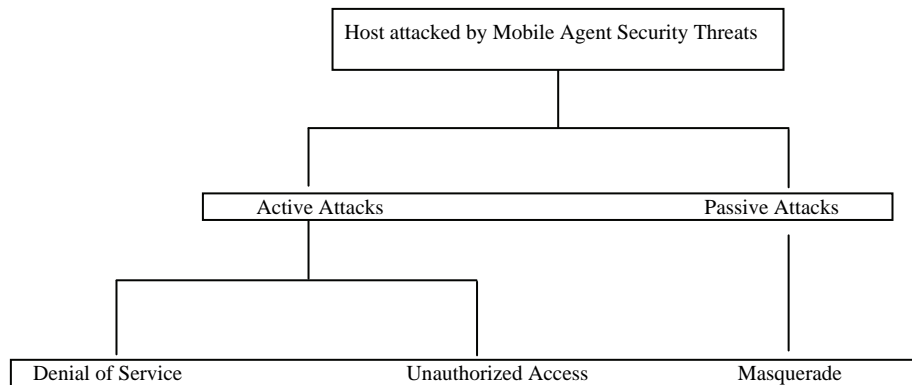 Host attacked by Mobile Agent Security Threats
Active Attacks
Passive Attacks
Denial of Service
Unauthorized Access
Masquerade